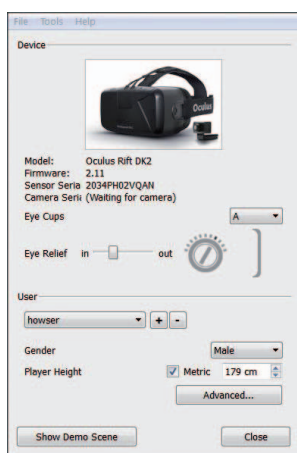 File Tools Help
Device
Oculus
Model: Oculus Rift DK2
Firmware: 2.11
Sensor Seria 2034PH02VQAN
Camera Seri (Waiting for camera)
Eye Cups A
Eye Relief in out
User
howser + -
Gender Male
Player Height Metric 179 cm
Advanced...
Show Demo Scene Close